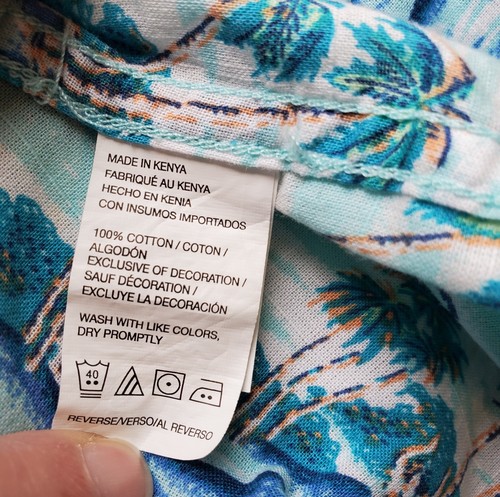 MADE IN KENYA
FABRIQUÉ AU KENYA
HECHO EN KENIA
CON INSUMOS IMPORTADOS
100% COTTON / COTON /
ALGODÓN
EXCLUSIVE OF DECORATION /
SAUF DÉCORATION /
EXCLUYE LA DECORACIÓN
WASH WITH LIKE COLORS,
DRY PROMPTLY
40
REVERSE/VERSO/AL REVERSO